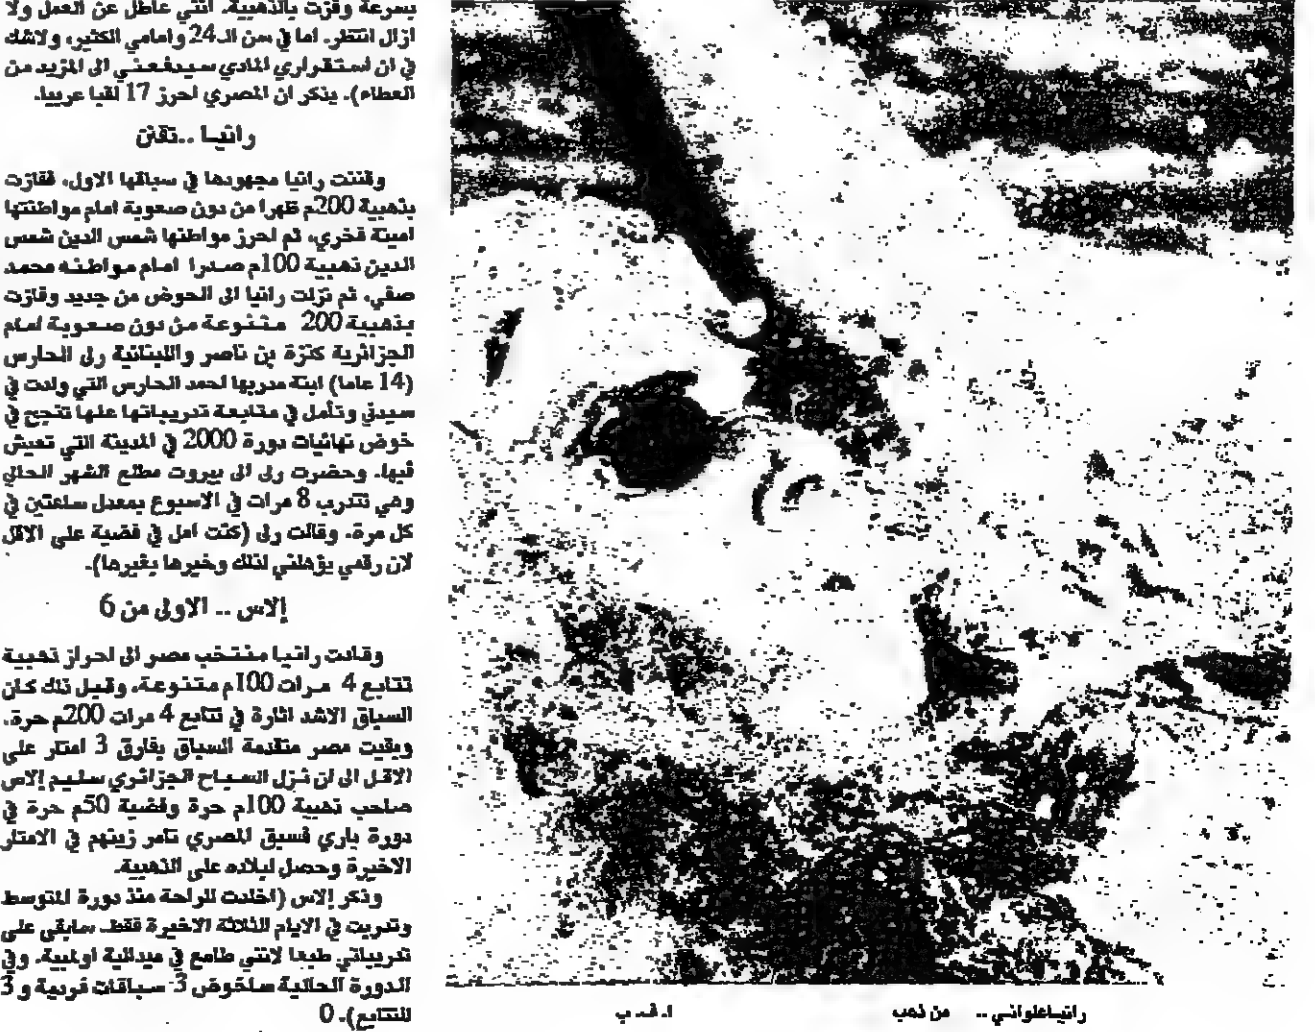 بسرعة وفزت بالذهبية. انني عاطل عن العمل ولا
ازال انتظر. اما في سن الـ24 وامامي الكثير، ولاشك
في ان استقراري المادي سيدفعني الى المزيد من
العطاء). يذكر ان المصري احرز 17 لقبا عربيا.
رانيا ..تقنن
وقننت رانيا مجهودها في سباقها الاول، ففازت
بذهبية 200م ظهرا من دون صعوبة امام مواطنتها
امينة فخري، ثم احرز مواطنها شمس الدين شمس
الدين ذهبية 100م صدرا امام مواطنه محمد
صفي. ثم نزلت رانيا الى الحوض من جديد وفازت
بذهبية 200 متنوعة من دون صعوبة امام
الجزائرية كنزة بن ناصر واللبنانية رلى الحارس
(14 عاما) ابنة مدربها احمد الحارس التي ولدت في
سيدني وتأمل في متابعة تدريباتها علها تنجح في
خوض نهائيات دورة 2000 في المدينة التي تعيش
فيها. وحضرت رلى الى بيروت مطلع الشهر الحالي
وهي تتدرب 8 مرات في الاسبوع بمعدل ساعتين في
كل مرة. وقالت رلى (كنت امل في فضية على الاقل
لان رقمي يؤهلني لذلك وخيرها بغيرها).
إلاس .. الاولى من 6
وقادت رانيا منتخب مصر الى احراز ذهبية
تتابع 4 مرات 100م متنوعة، وقبل ذلك كان
السباق الاشد اثارة في تتابع 4 مرات 200م حرة.
وبقيت مصر متقدمة السباق بفارق 3 امتار على
الاقل الى ان نزل السباح الجزائري سليم إلاس
صاحب ذهبية 100م حرة وفضية 50م حرة في
دورة باري فسبق المصري تامر زينهم في الامتار
الاخيرة وحصل لبلاده على الذهبية.
وذكر إلاس (اخلدت للراحة منذ دورة المتوسط
وتدربت في الايام الثلاثة الاخيرة فقط. سابقى على
تدريباتي طبعا لانني طامع في ميدالية اولمبية. وفي
الدورة الحالية ساخوض 3 سباقات فردية و3
للتتابع). 0
رانياعلواني .. من ذهب
ا. ف. ب